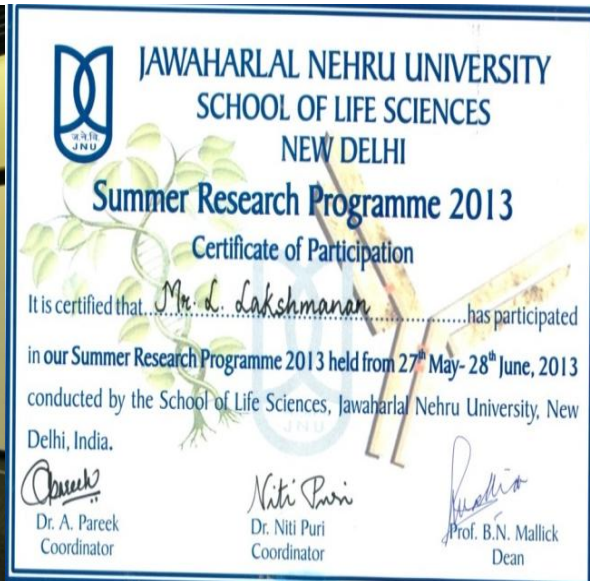 ज.ने.वि.
JNU
JAWAHARLAL NEHRU UNIVERSITY
SCHOOL OF LIFE SCIENCES
NEW DELHI
Summer Research Programme 2013
Certificate of Participation
It is certified that..Mr. L. Lakshmanan..........has participated
in our Summer Research Programme 2013 held from 27th May- 28th June, 2013
conducted by the School of Life Sciences, Jawaharlal Nehru University, New
Delhi, India.
JNU
Apareek
Niti Puri
Dr. A. Pareek
Coordinator
Dr. Niti Puri
Coordinator
Prof. B.N. Mallick
Dean